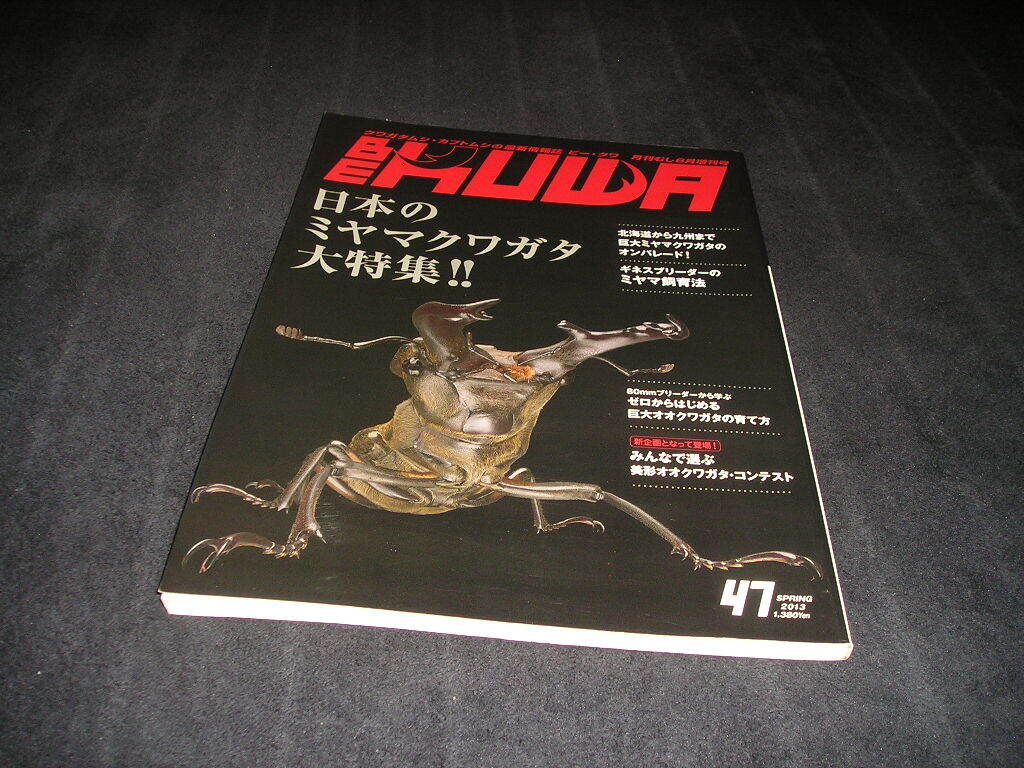 クワガタムシ・カブトムシの最新情報誌 ビー・クワ 月刊むし6月増刊号
BE KUWA
日本の
ミヤマクワガタ
大特集!!
北海道から九州まで
巨大ミヤマクワガタの
オンパレード!
ギネスブリーダーの
ミヤマ飼育法
80mmブリーダーから学ぶ
ゼロからはじめる
巨大オオクワガタの育て方
新企画となって登場!
みんなで選ぶ
美形オオクワガタ・コンテスト
47
SPRING
2013
1,380Yen